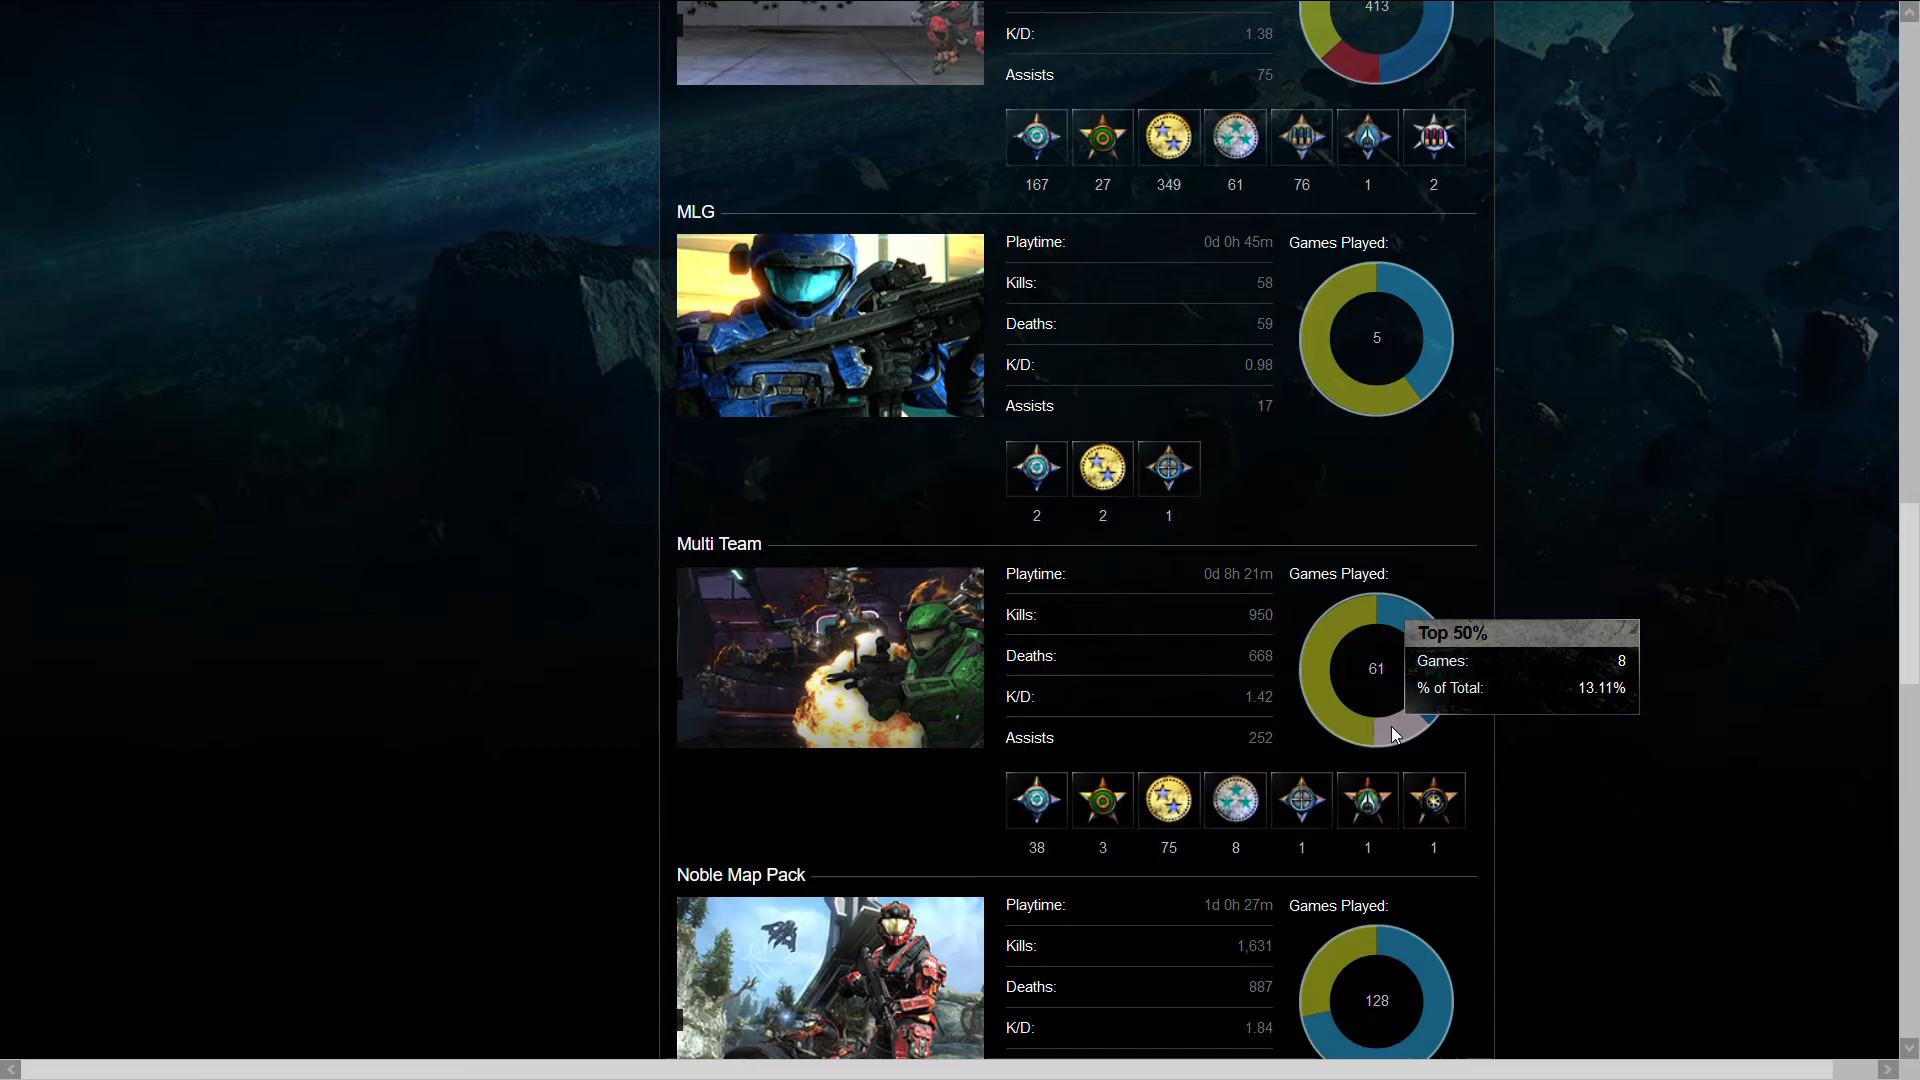 413
K/D: 1.38
Assists 75
167 27 349 61 76 1 2
MLG
Playtime: 0d 0h 45m Games Played:
Kills: 58
Deaths: 59
5
K/D: 0.98
Assists 17
2 2 1
Multi Team
Playtime: 0d 8h 21m Games Played:
Kills: 950
Top 50%
Deaths: 668
Games: 8
61
% of Total: 13.11%
K/D: 1.42
Assists 252
38 3 75 8 1 1 1
Noble Map Pack
Playtime: 1d 0h 27m Games Played:
Kills: 1,631
Deaths: 887
128
K/D: 1.84